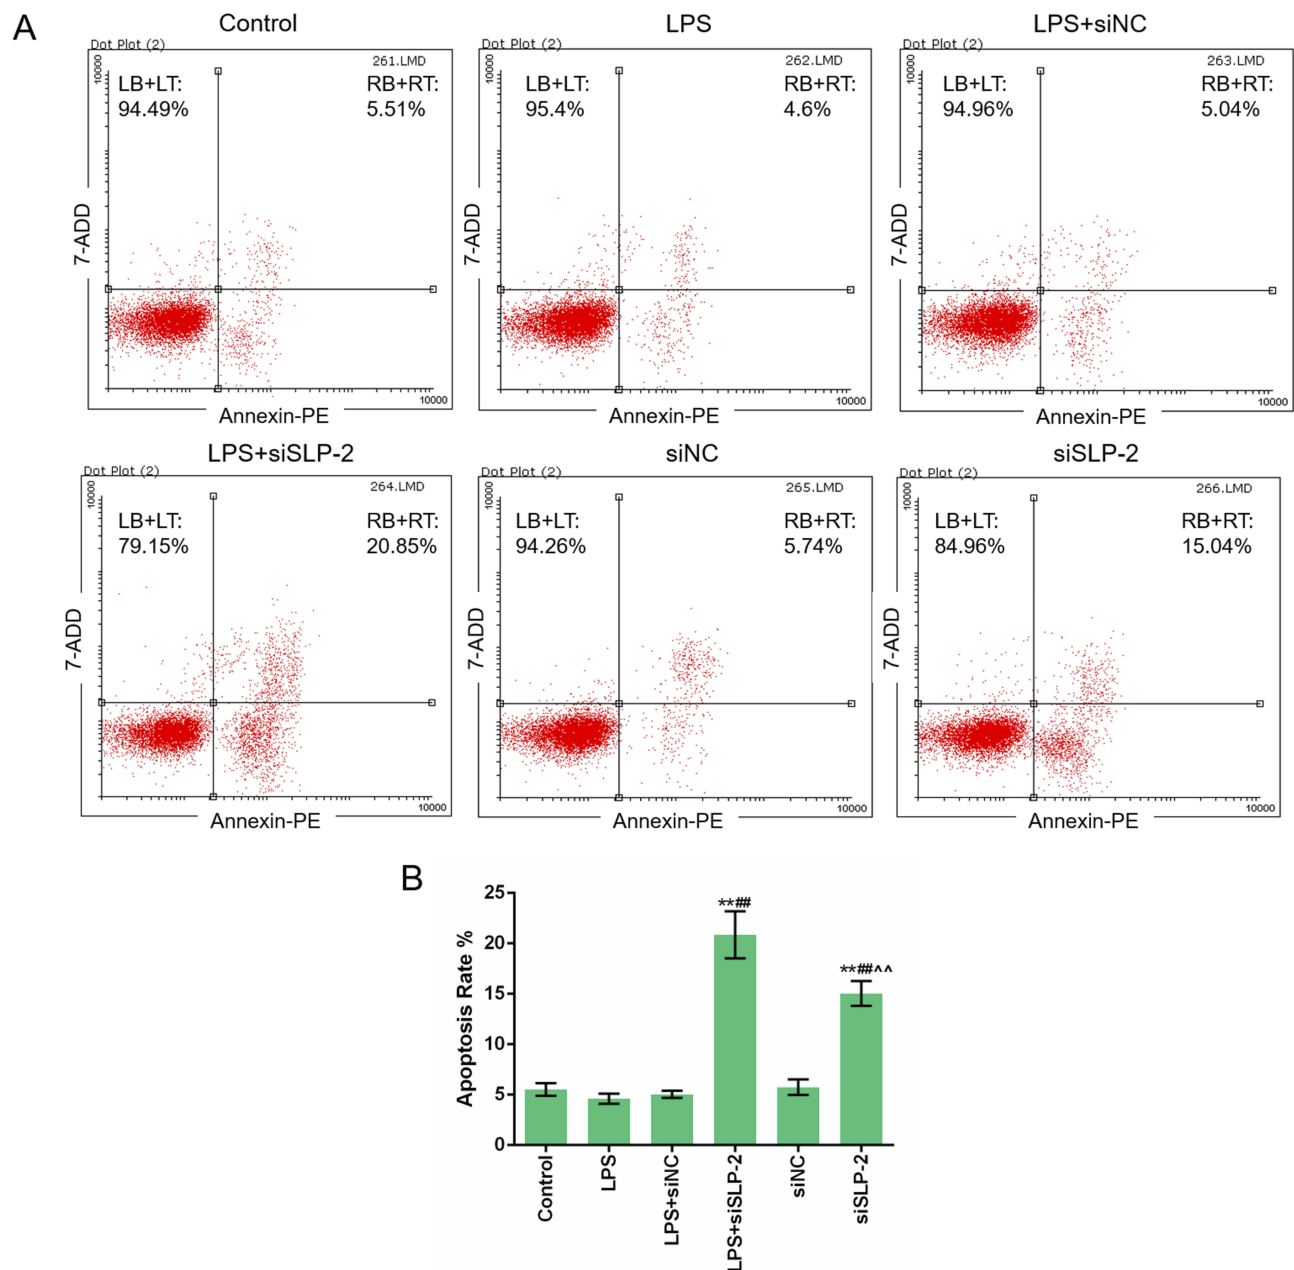 A
Control
LPS
LPS+siNC
Dot Plot (2)
261.LMD
10000
LB+LT:
94.49%
RB+RT:
5.51%
7-ADD
10000
Annexin-PE
Dot Plot (2)
262.LMD
10000
LB+LT:
95.4%
RB+RT:
4.6%
7-ADD
10000
Annexin-PE
Dot Plot (2)
263.LMD
10000
LB+LT:
94.96%
RB+RT:
5.04%
7-ADD
10000
Annexin-PE
LPS+siSLP-2
siNC
siSLP-2
Dot Plot (2)
264.LMD
10000
LB+LT:
79.15%
RB+RT:
20.85%
7-ADD
10000
Annexin-PE
Dot Plot (2)
265.LMD
10000
LB+LT:
94.26%
RB+RT:
5.74%
7-ADD
10000
Annexin-PE
Dot Plot (2)
266.LMD
10000
LB+LT:
84.96%
RB+RT:
15.04%
7-ADD
10000
Annexin-PE
B
Apoptosis Rate %
25
20
15
10
5
0
**##
**##^^
Control
LPS
LPS+siNC
LPS+siSLP-2
siNC
siSLP-2